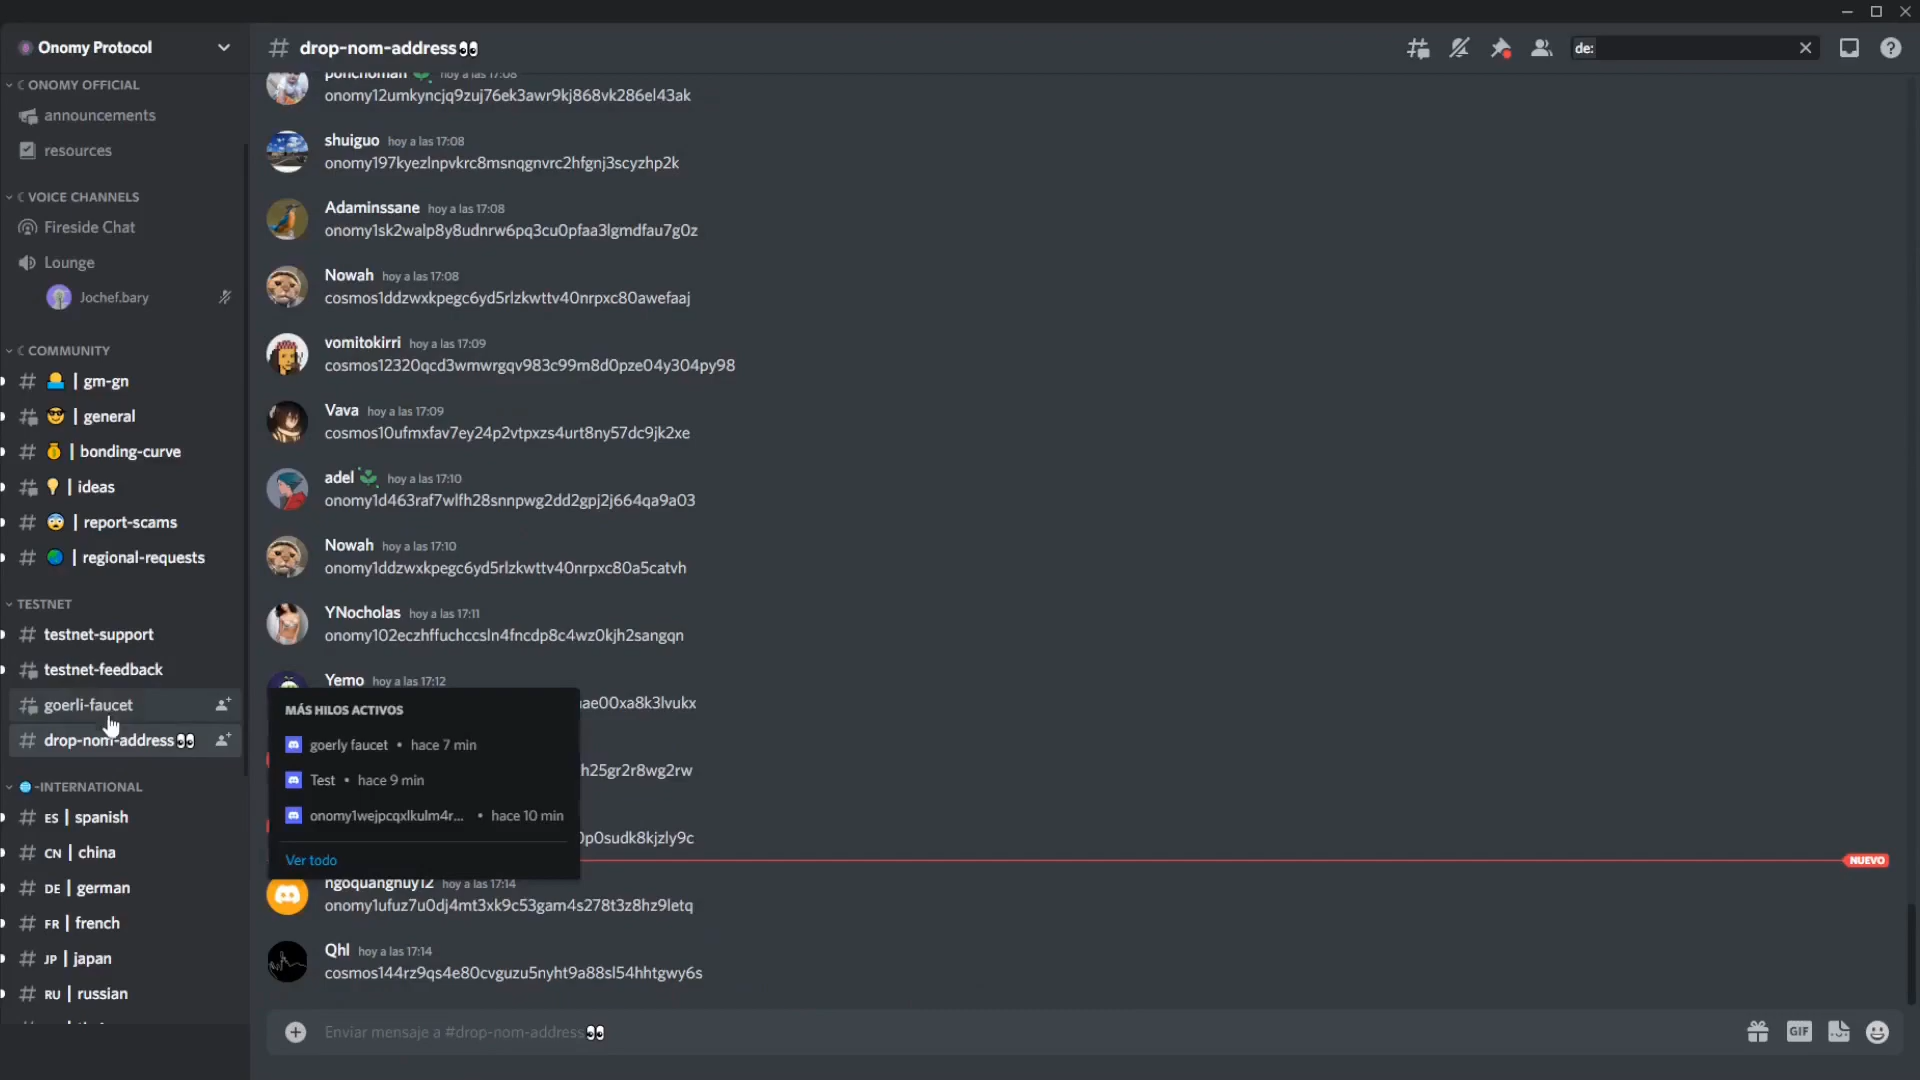 Onomy Protocol
ONOMY OFFICIAL
announcements
resources
VOICE CHANNELS
Fireside Chat
Lounge
Jochef.bary
COMMUNITY
| gm-gn
| general
| bonding-curve
| ideas
| report-scams
| regional-requests
TESTNET
testnet-support
testnet-feedback
goerli-faucet
drop-nom-address👀
-INTERNATIONAL
ES | spanish
CN | china
DE | german
FR | french
JP | japan
RU | russian
# drop-nom-address👀
de:
ponchoman hoy a las 17:08
onomy12umkyncjq9zuj76ek3awr9kj868vk286el43ak
shuiguo hoy a las 17:08
onomy197kyezlnpvkrc8msnqgnvrc2hfgnj3scyzhp2k
Adaminssane hoy a las 17:08
onomy1sk2walp8y8udnrw6pq3cu0pfaa3lgmdfau7g0z
Nowah hoy a las 17:08
cosmos1ddzwxkpegc6yd5rlzkwttv40nrpxc80awefaaj
vomitokirri hoy a las 17:09
cosmos12320qcd3wmwrgqv983c99m8d0pze04y304py98
Vava hoy a las 17:09
cosmos10ufmxfav7ey24p2vtpxzs4urt8ny57dc9jk2xe
adel hoy a las 17:10
onomy1d463raf7wlfh28snnpwg2dd2gpj2j664qa9a03
Nowah hoy a las 17:10
onomy1ddzwxkpegc6yd5rlzkwttv40nrpxc80a5catvh
YNocholas hoy a las 17:11
onomy102eczhffuchccsln4fncdp8c4wz0kjh2sangqn
Yemo hoy a las 17:12
ae00xa8k3lvukx
MÁS HILOS ACTIVOS
goerly faucet • hace 7 min
h25gr2r8wg2rw
Test • hace 9 min
onomy1wejpcqxlkulm4r... • hace 10 min
p0sudk8kjzly9c
Ver todo
NUEVO
ngoquanghuy12 hoy a las 17:14
onomy1ufuz7u0dj4mt3xk9c53gam4s278t3z8hz9letq
Qhl hoy a las 17:14
cosmos144rz9qs4e80cvguzu5nyht9a88sl54hhtgwy6s
Enviar mensaje a #drop-nom-address👀
GIF